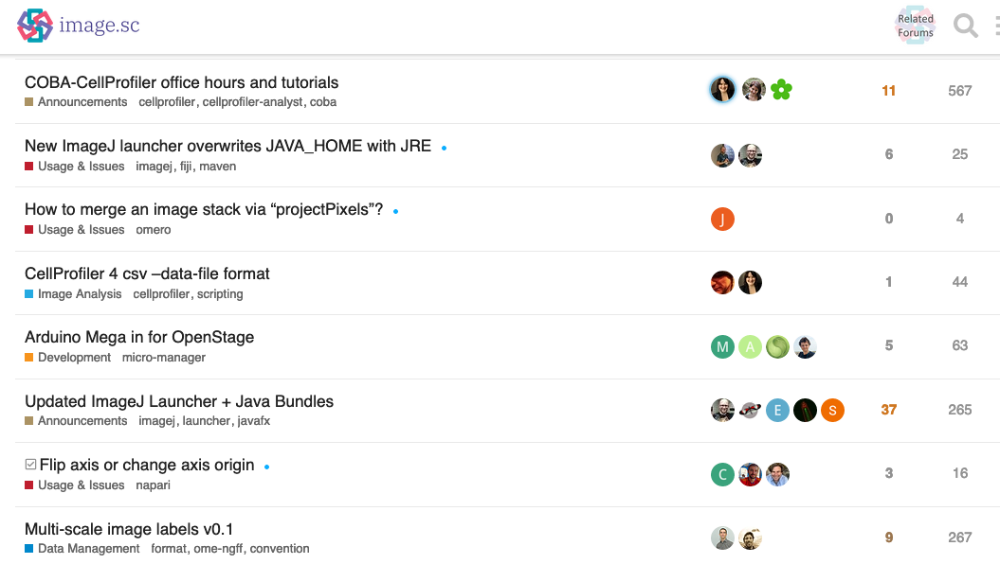 image.sc
Related
Forums
COBA-CellProfiler office hours and tutorials
11 567
Announcements cellprofiler, cellprofiler-analyst, coba
New ImageJ launcher overwrites JAVA_HOME with JRE
6 25
Usage & Issues imagej, fiji, maven
How to merge an image stack via “projectPixels”?
J 0 4
Usage & Issues omero
CellProfiler 4 csv –data-file format
1 44
Image Analysis cellprofiler, scripting
Arduino Mega in for OpenStage
M A 5 63
Development micro-manager
Updated ImageJ Launcher + Java Bundles
E S 37 265
Announcements imagej, launcher, javafx
Flip axis or change axis origin
C 3 16
Usage & Issues napari
Multi-scale image labels v0.1
9 267
Data Management format, ome-ngff, convention